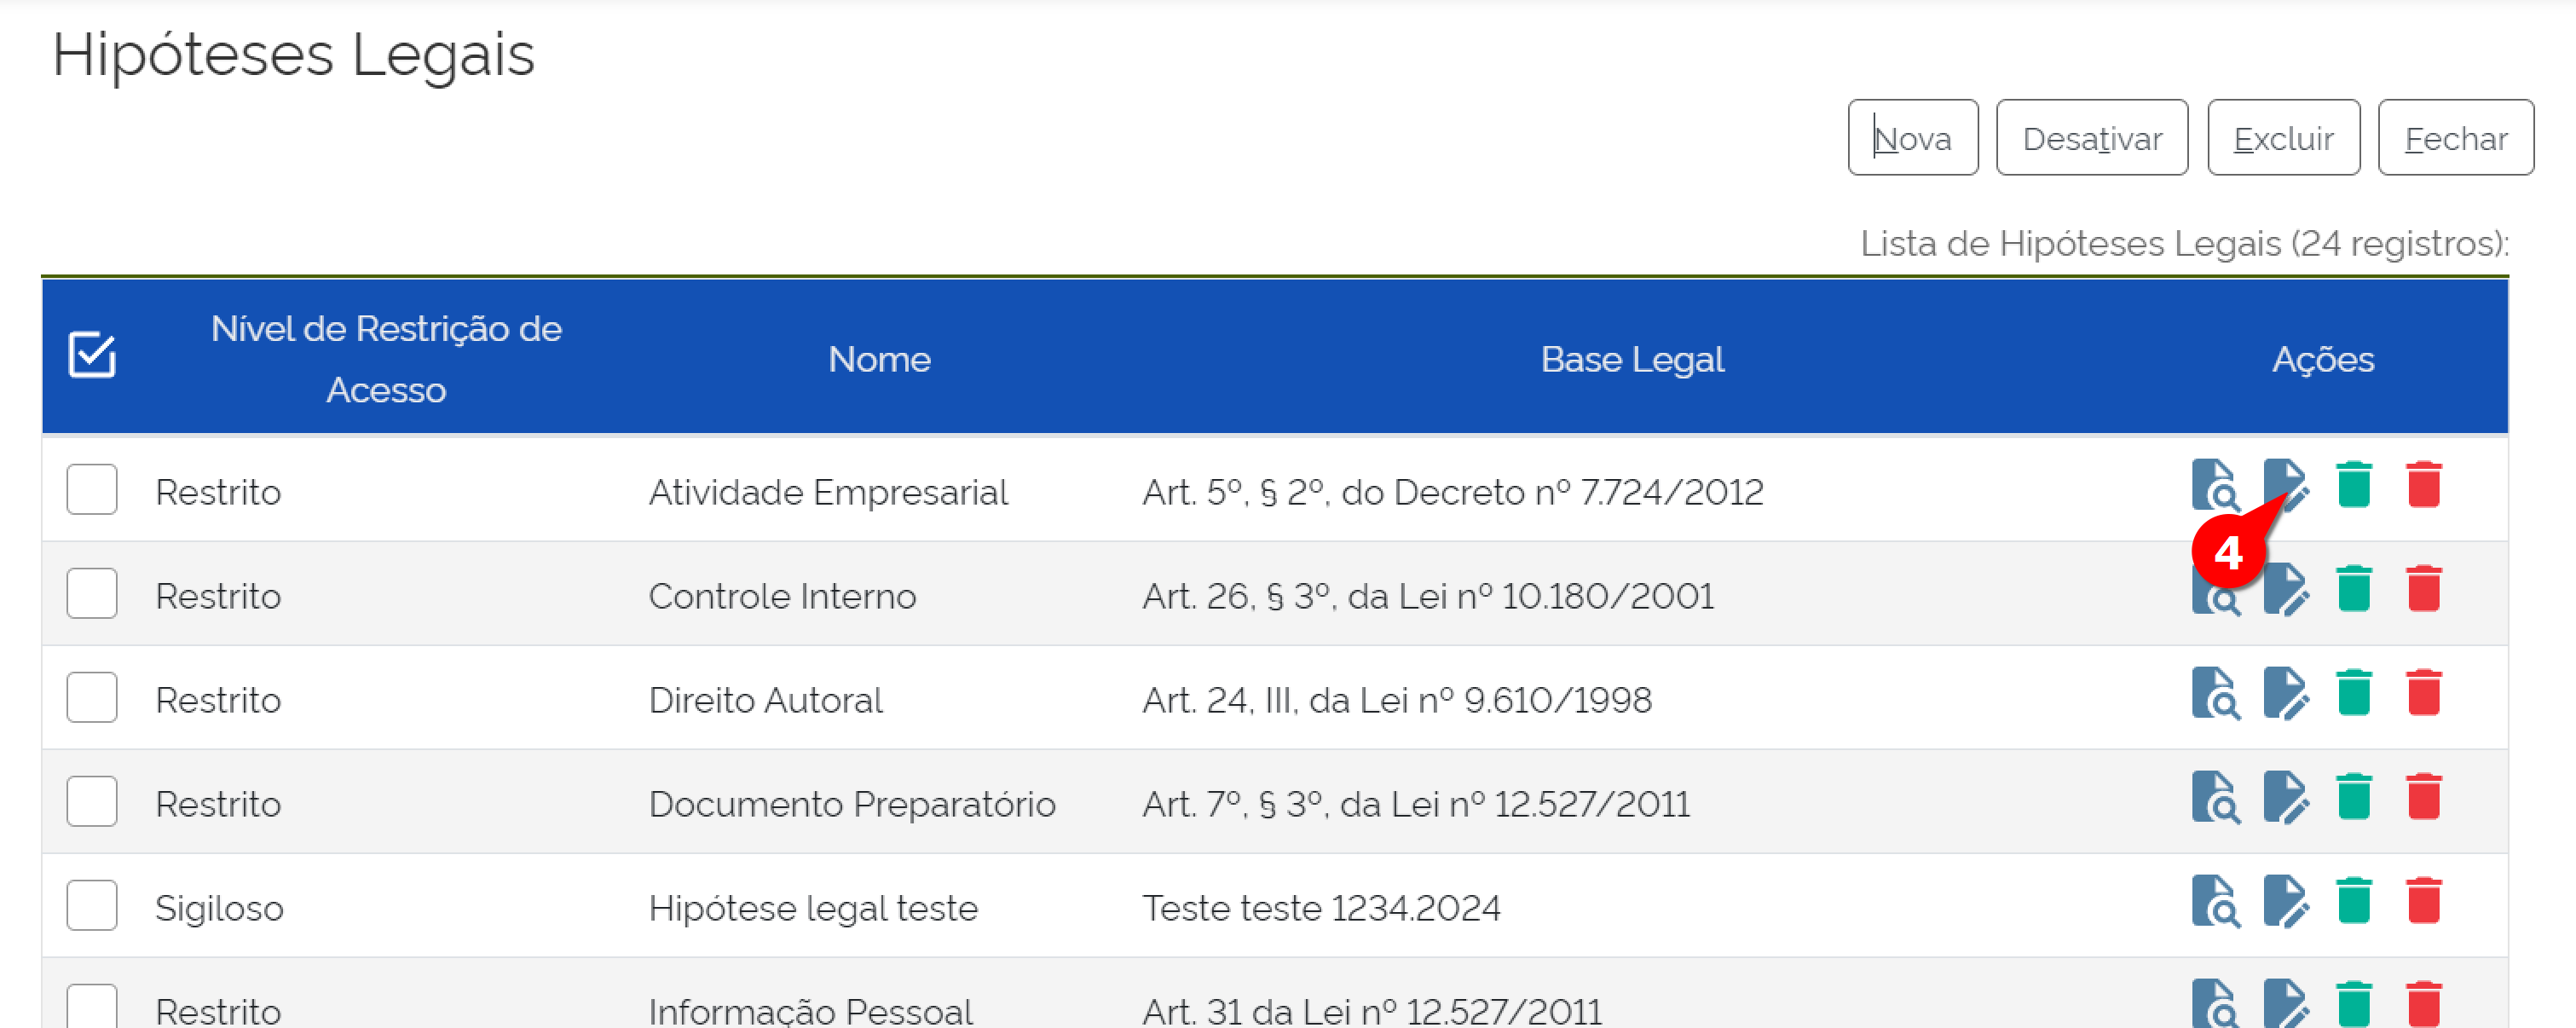 Hipóteses Legais
Nova Desativar Excluir Fechar
Lista de Hipóteses Legais (24 registros):
Nível de Restrição de Acesso Nome Base Legal Ações
Restrito Atividade Empresarial Art. 5º, § 2º, do Decreto nº 7.724/2012
4
Restrito Controle Interno Art. 26, § 3º, da Lei nº 10.180/2001
Restrito Direito Autoral Art. 24, III, da Lei nº 9.610/1998
Restrito Documento Preparatório Art. 7º, § 3º, da Lei nº 12.527/2011
Sigiloso Hipótese legal teste Teste teste 1234.2024
Restrito Informação Pessoal Art. 31 da Lei nº 12.527/2011